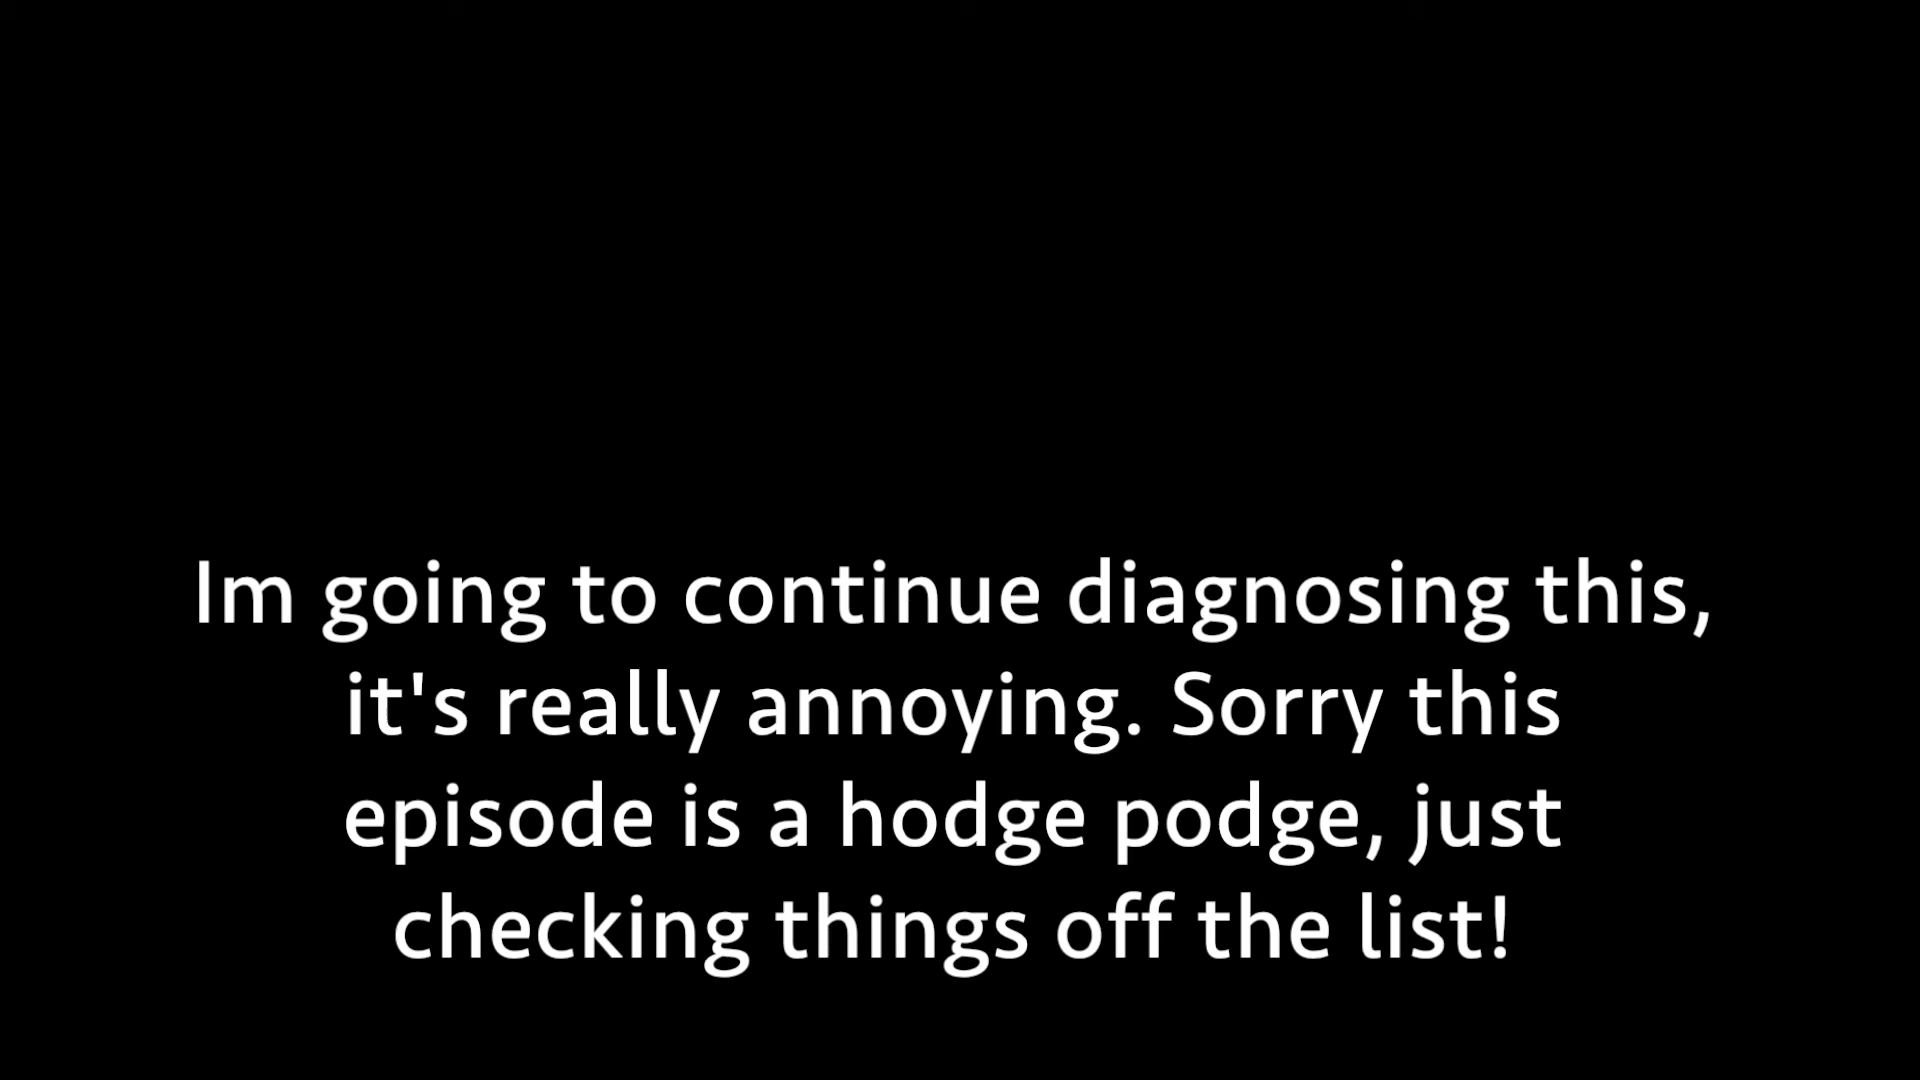 Im going to continue diagnosing this,
it's really annoying. Sorry this
episode is a hodge podge, just
checking things off the list!